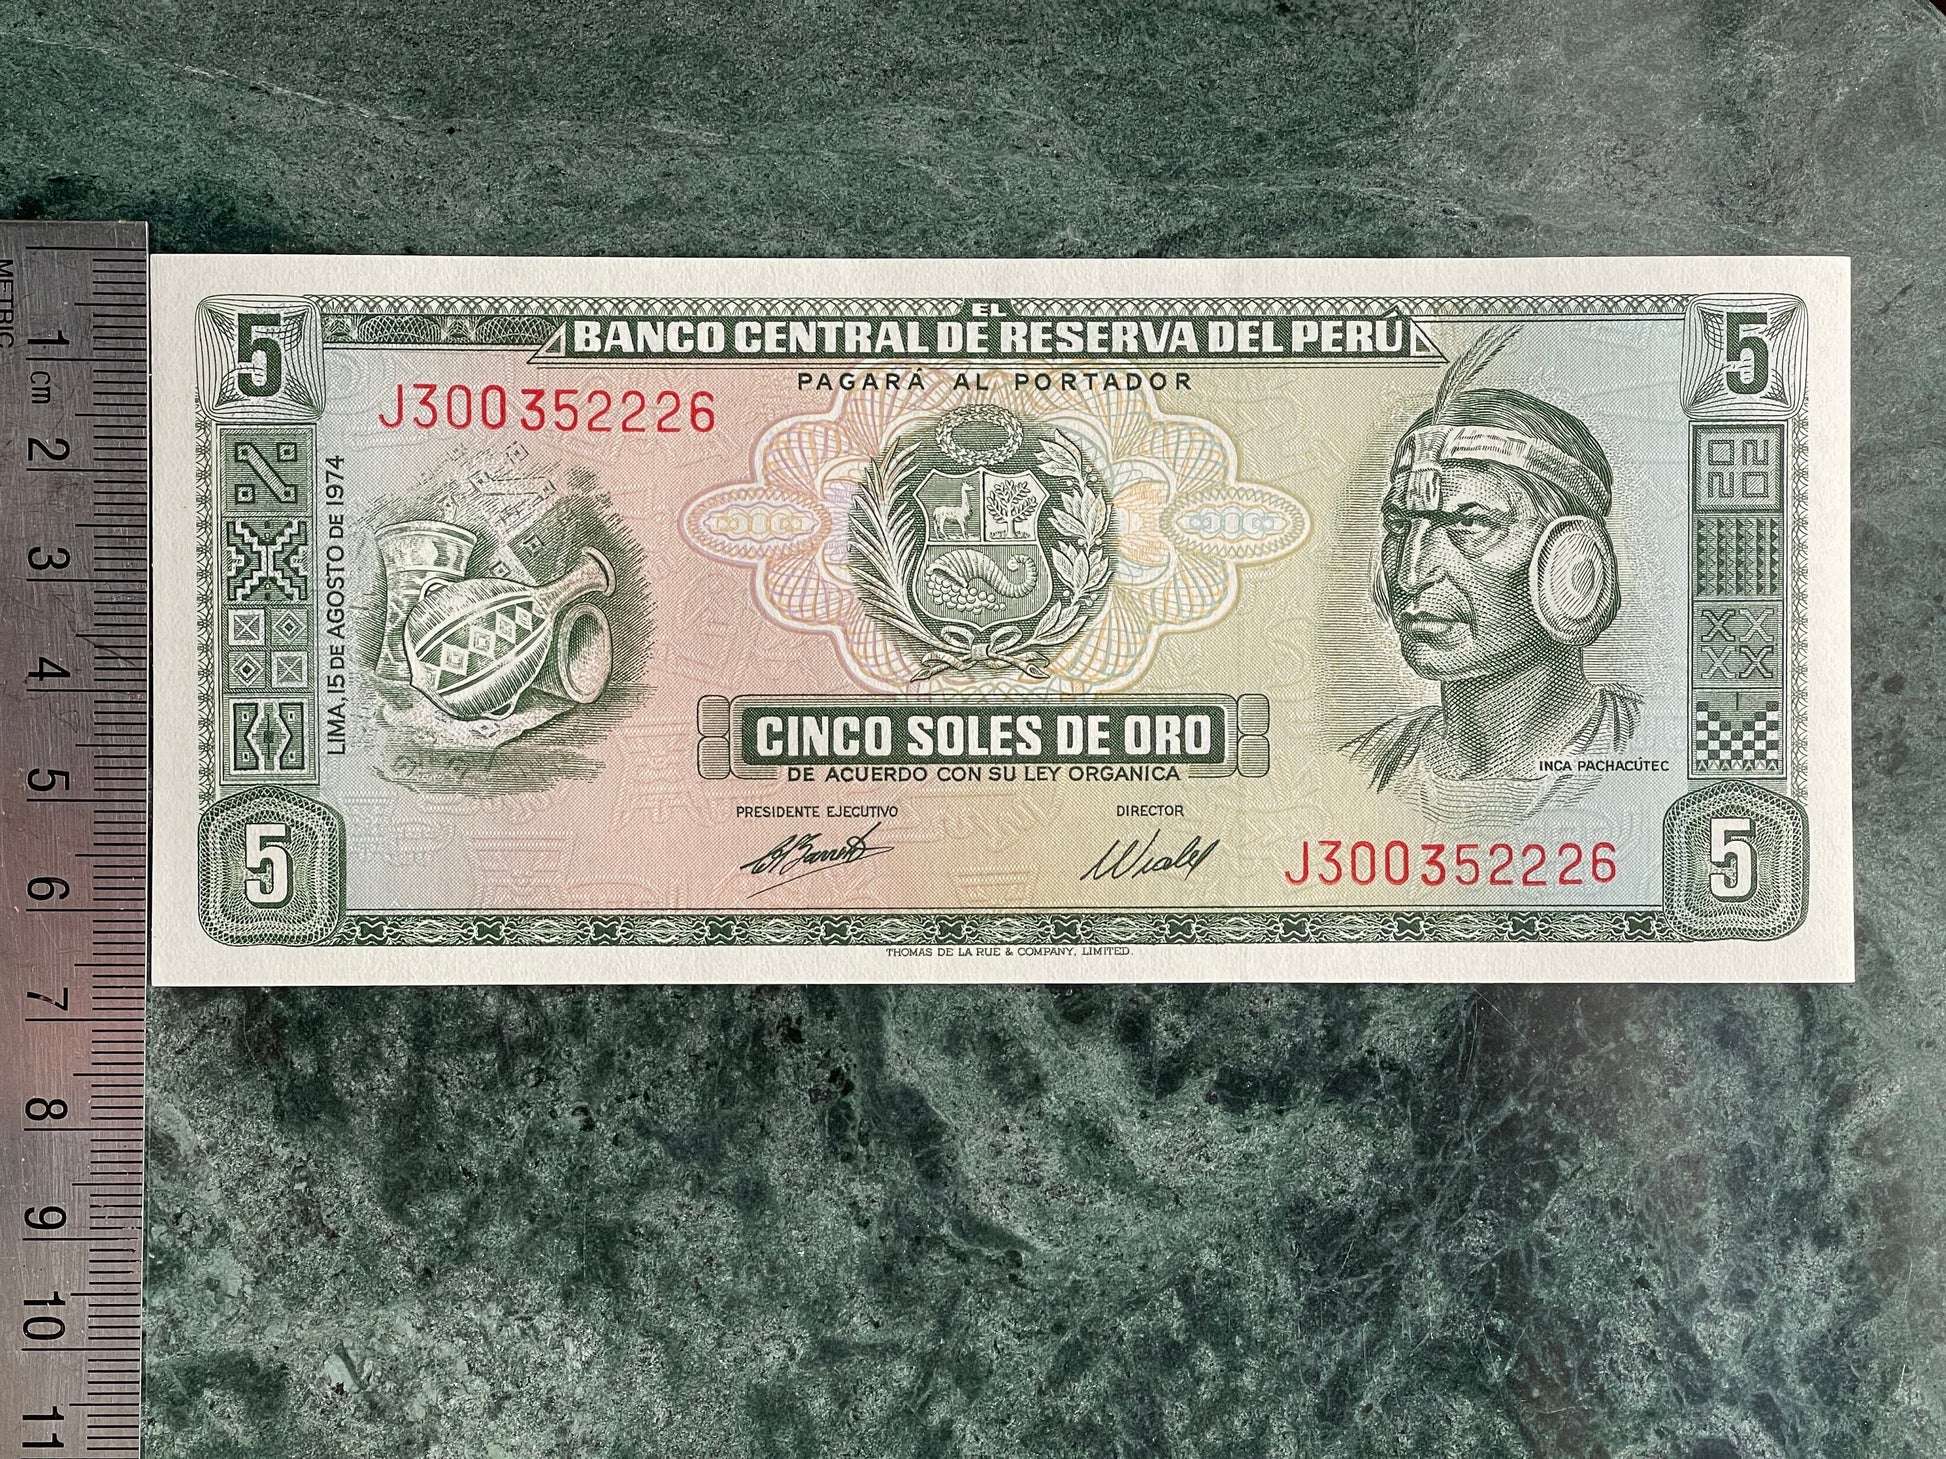 METRIC
1 cm
2
3
4
5
6
7
8
9
10
11
5
EL
BANCO CENTRAL DE RESERVA DEL PERÚ
5
PAGARÁ AL PORTADOR
J300352226
LIMA, 15 DE AGOSTO DE 1974
CINCO SOLES DE ORO
DE ACUERDO CON SU LEY ORGANICA
INCA PACHACÚTEC
PRESIDENTE EJECUTIVO
DIRECTOR
5
J300352226
5
THOMAS DE LA RUE & COMPANY, LIMITED.